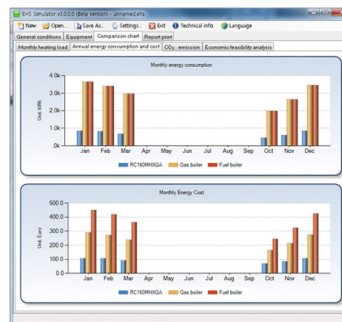 EHS Simulator v3.0.0.0 (Beta version) - unnamed.ehs
New Open... Save As... Settings... Exit Technical info. Language
General conditions Equipment Comparison chart Report print
Monthly heating load Annual energy consumption and cost CO₂ emission Economic feasibility analysis
Monthly energy consumption
Unit: kWh
4.0k
3.0k
2.0k
1.0k
.0k
Jan Feb Mar Apr May Jun Jul Aug Sep Oct Nov Dec
RC160MHXGA Gas boiler Fuel boiler
Monthly Energy Cost
Unit: Euro
500.0
400.0
300.0
200.0
100.0
0.0
Jan Feb Mar Apr May Jun Jul Aug Sep Oct Nov Dec
RC160MHXGA Gas boiler Fuel boiler